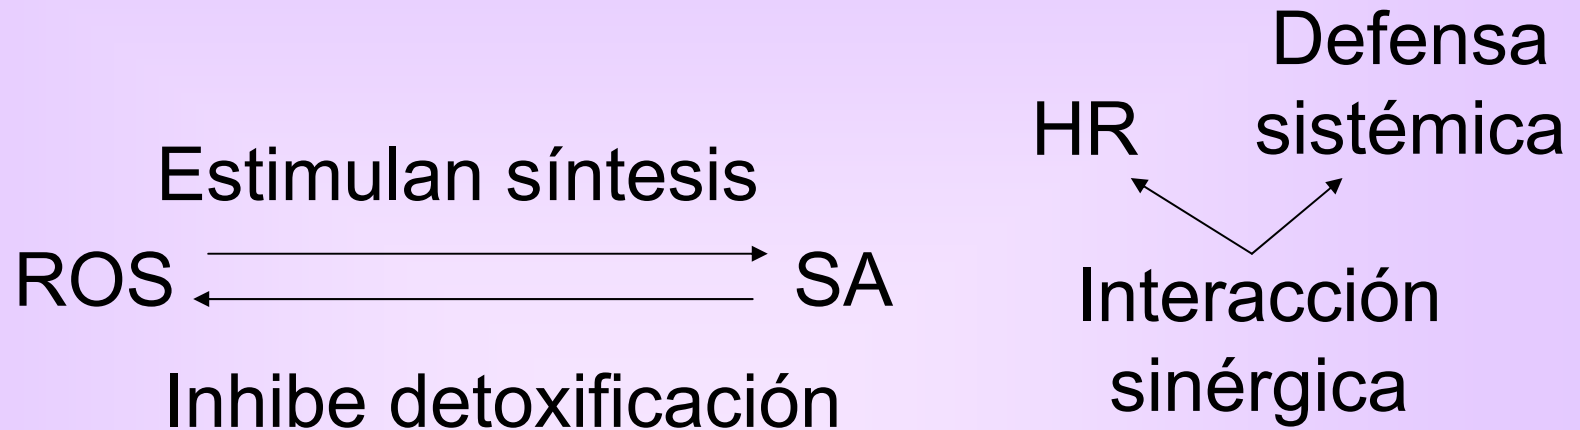 Estimulan síntesis
ROS
SA
Inhibe detoxificación
HR
Defensa
sistémica
Interacción
sinérgica